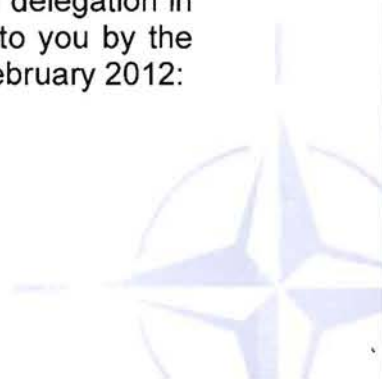 delegation in
to you by the
ebruary 2012: